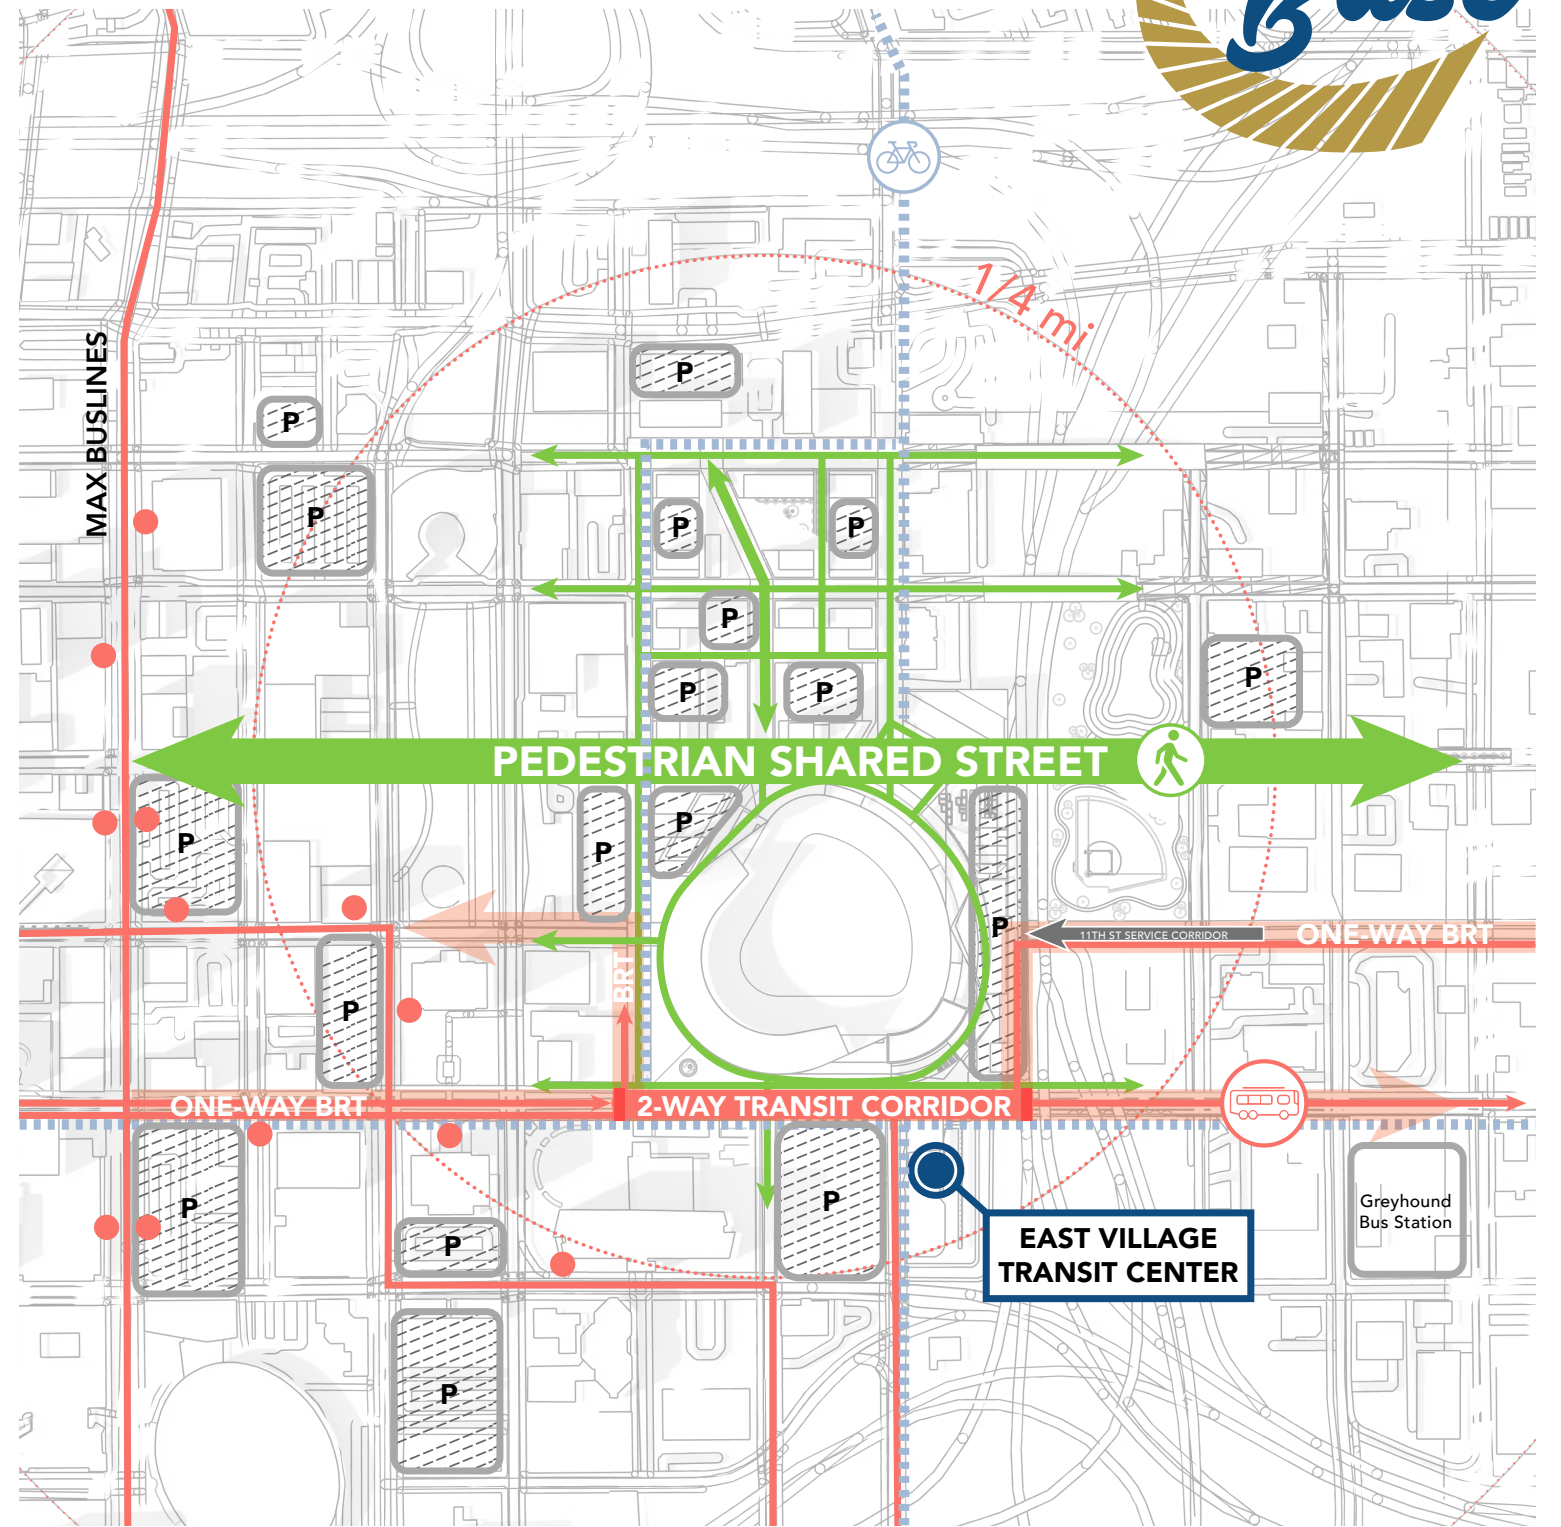 1/4 mi
MAX BUSLINES
P
P
P
P
P
P
P
P
P
P
PEDESTRIAN SHARED STREET
P
P
P
P
11TH ST SERVICE CORRIDOR
ONE-WAY BRT
BRT
P
ONE-WAY BRT
2-WAY TRANSIT CORRIDOR
P
P
Greyhound
Bus Station
EAST VILLAGE
TRANSIT CENTER
P
P